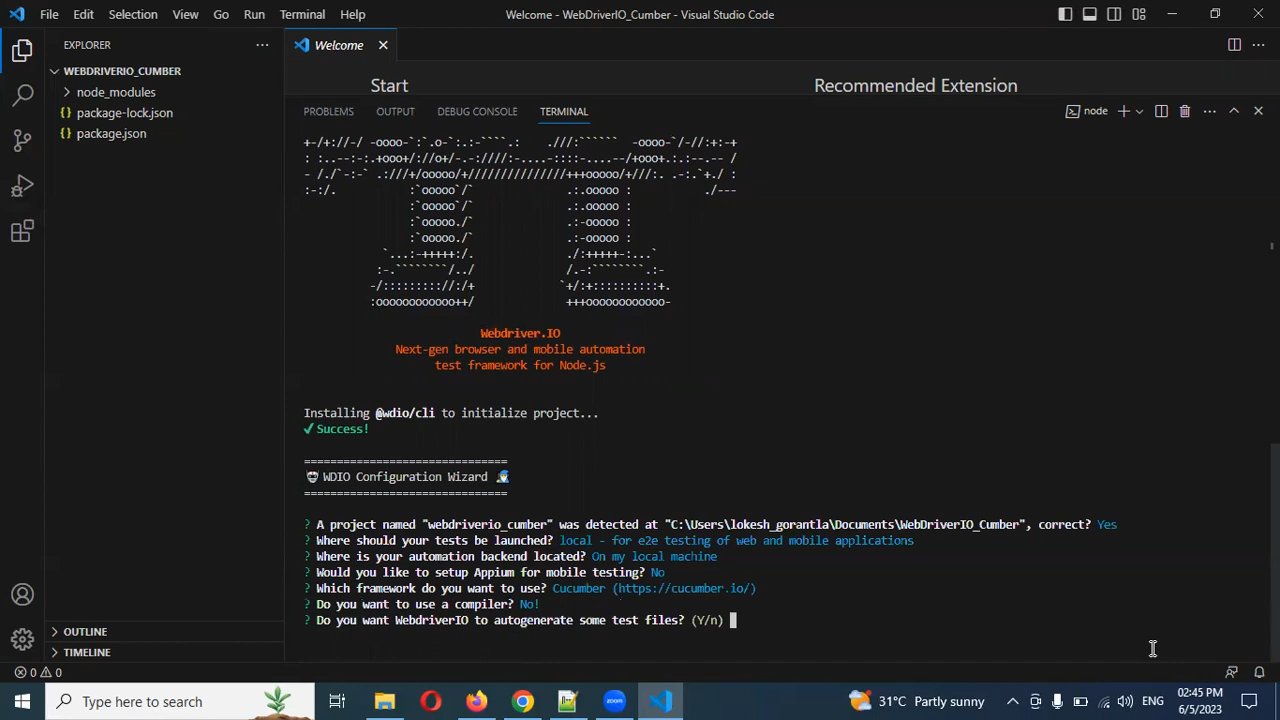 File Edit Selection View Go Run Terminal Help
Welcome - WebDriverIO_Cumber - Visual Studio Code
EXPLORER
WEBDRIVERIO_CUMBER
node_modules
package-lock.json
package.json
OUTLINE
TIMELINE
Welcome
Start
Recommended Extension
PROBLEMS OUTPUT DEBUG CONSOLE TERMINAL
node
Webdriver.IO
Next-gen browser and mobile automation
test framework for Node.js
Installing @wdio/cli to initialize project...
✔Success!
===============================
WDIO Configuration Wizard
===============================
? A project named "webdriverio_cumber" was detected at "C:\Users\lokesh_gorantla\Documents\WebDriverIO_Cumber", correct? Yes
? Where should your tests be launched? local - for e2e testing of web and mobile applications
? Where is your automation backend located? On my local machine
? Would you like to setup Appium for mobile testing? No
? Which framework do you want to use? Cucumber (https://cucumber.io/)
? Do you want to use a compiler? No!
? Do you want WebdriverIO to autogenerate some test files? (Y/n)
0 0
Type here to search
zoom
31°C Partly sunny
ENG
02:45 PM
6/5/2023